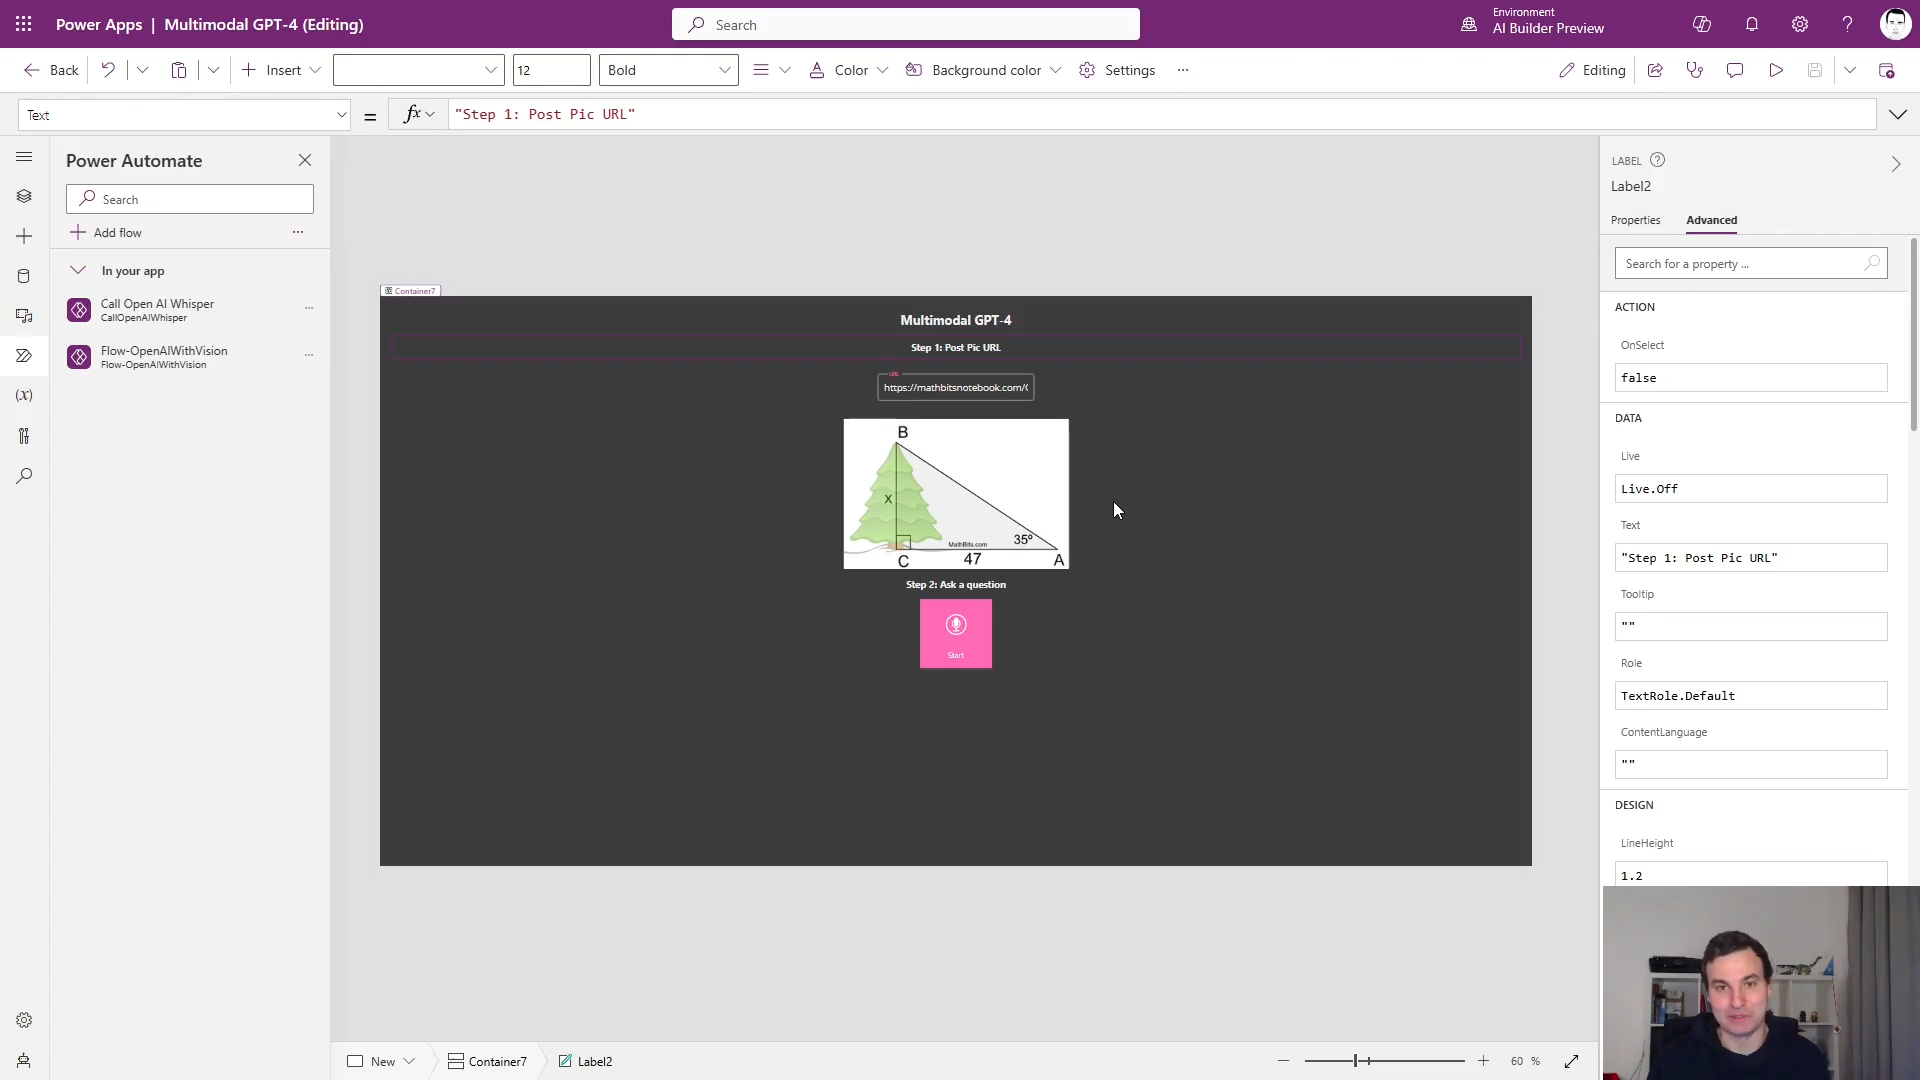 Power Apps | Multimodal GPT-4 (Editing)
Search
Environment
AI Builder Preview
Back
Insert
12
Bold
Color
Background color
Settings
Editing
Text
=
fx
"Step 1: Post Pic URL"
Power Automate
Search
Add flow
In your app
Call Open AI Whisper
CallOpenAIWhisper
Flow-OpenAIWithVision
Flow-OpenAIWithVision
Container7
Multimodal GPT-4
Step 1: Post Pic URL
URL
https://mathbitsnotebook.com/
B
x
35º
MathBits.com
C
47
A
Step 2: Ask a question
Start
LABEL
Label2
Properties
Advanced
Search for a property ...
ACTION
OnSelect
false
DATA
Live
Live.Off
Text
"Step 1: Post Pic URL"
Tooltip
""
Role
TextRole.Default
ContentLanguage
""
DESIGN
LineHeight
1.2
New
Container7
Label2
60 %